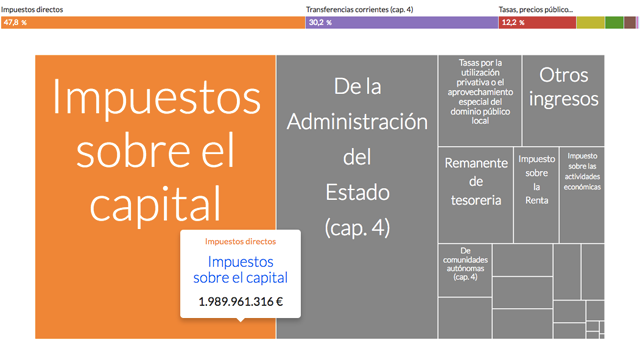 Impuestos directos
47,8 %
Transferencias corrientes (cap. 4)
30,2 %
Tasas, precios público...
12,2 %
Impuestos
sobre el
capital
De la
Administración
del
Estado
(cap. 4)
Tasas por la
utilización
privativa o el
aprovechamiento
especial del
dominio público
local
Otros
ingresos
Remanente
de
tesorería
Impuesto
sobre
la
Renta
Impuesto
sobre las
actividades
económicas
De
comunidades
autónomas
(cap. 4)
Impuestos directos
Impuestos
sobre el capital
1.989.961.316 €